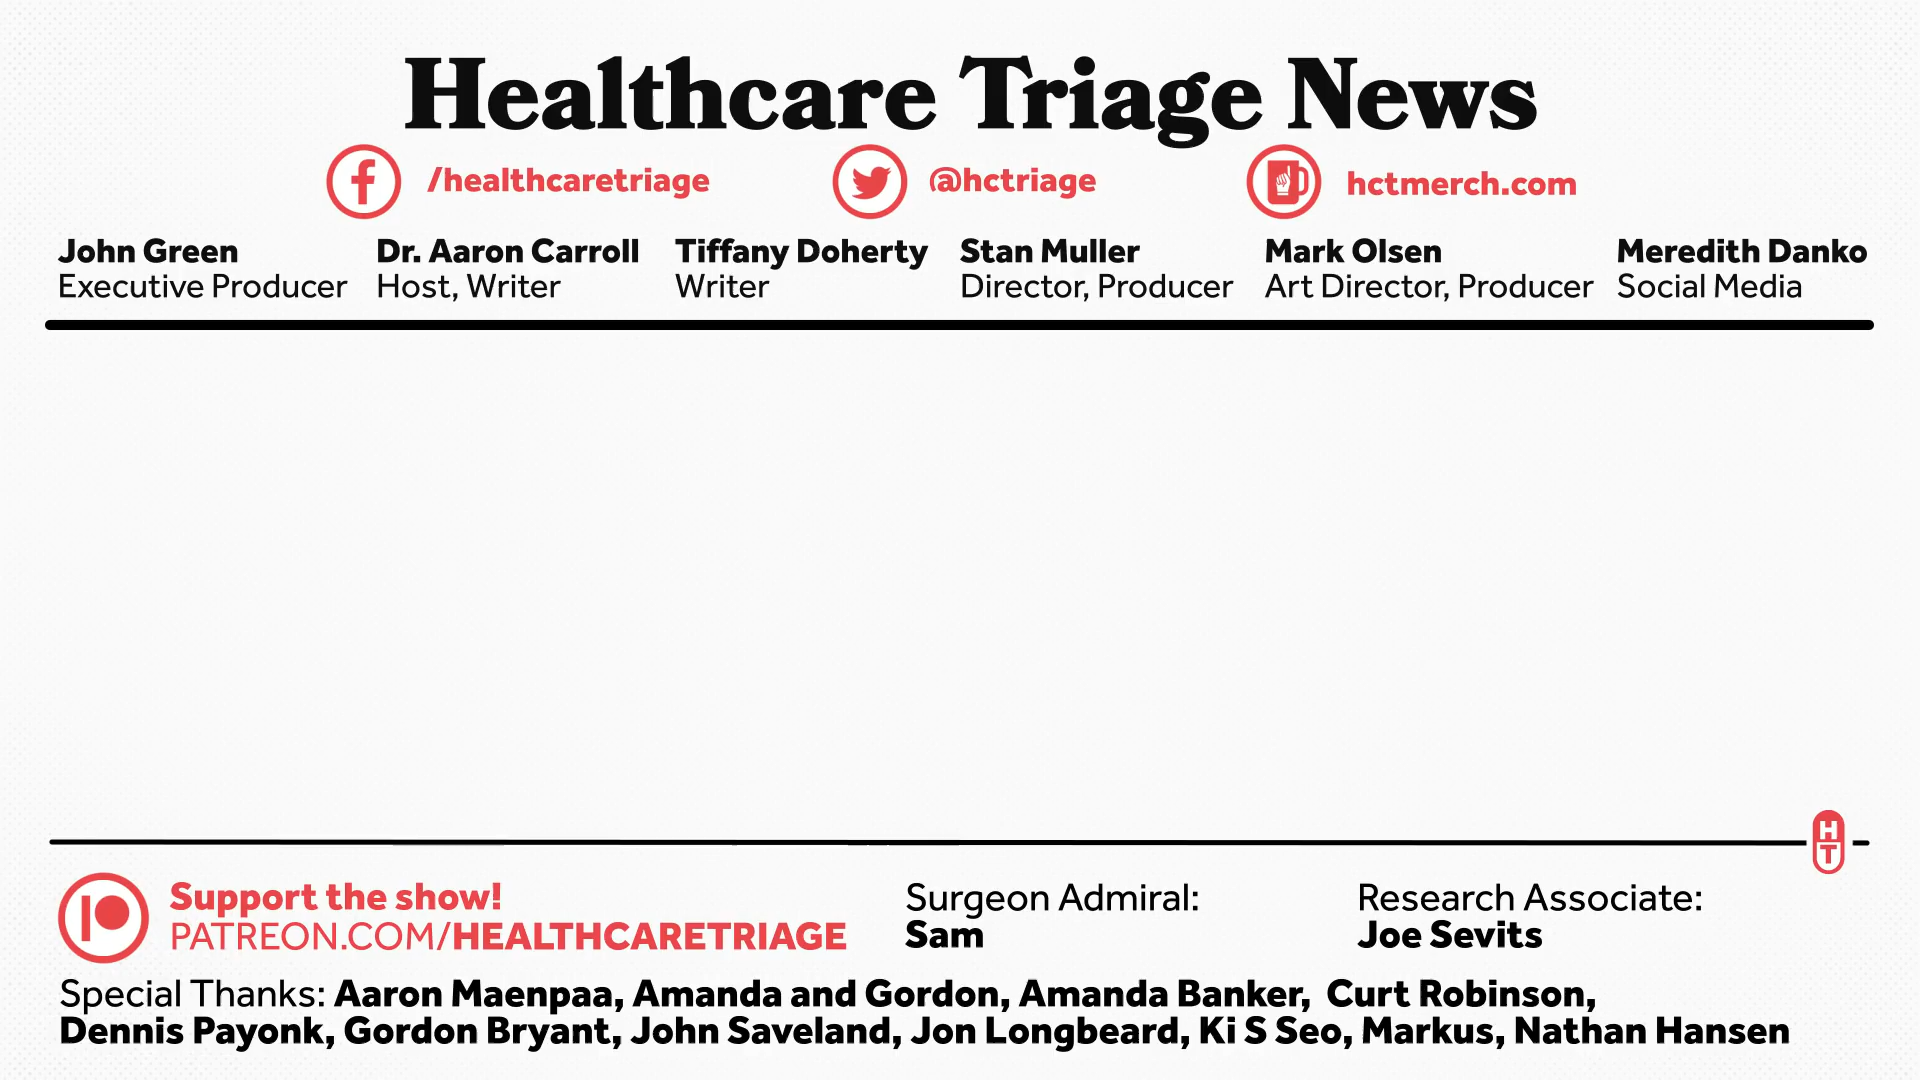 Healthcare Triage News
/healthcaretriage @hctriage hctmerch.com
John Green Dr. Aaron Carroll Tiffany Doherty Stan Muller Mark Olsen Meredith Danko
Executive Producer Host, Writer Writer Director, Producer Art Director, Producer Social Media
H
T
Support the show! Surgeon Admiral: Research Associate:
PATREON.COM/HEALTHCARETRIAGE Sam Joe Sevits
Special Thanks: Aaron Maenpaa, Amanda and Gordon, Amanda Banker, Curt Robinson,
Dennis Payonk, Gordon Bryant, John Saveland, Jon Longbeard, Ki S Seo, Markus, Nathan Hansen